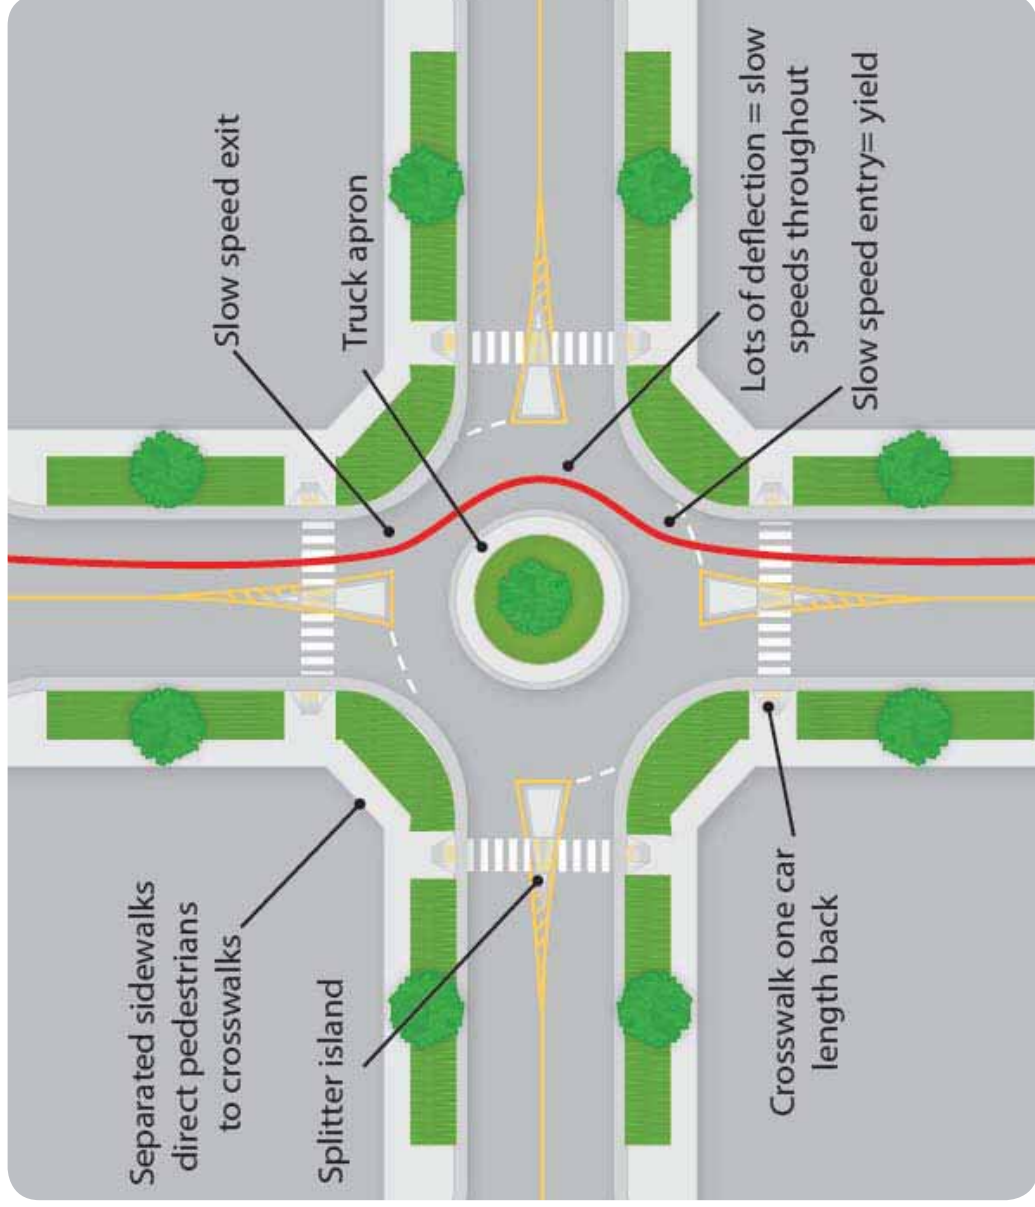 Separated sidewalks
direct pedestrians
to crosswalks
Slow speed exit
Splitter island
Truck apron
Crosswalk one car
length back
Lots of deflection = slow
speeds throughout
Slow speed entry= yield